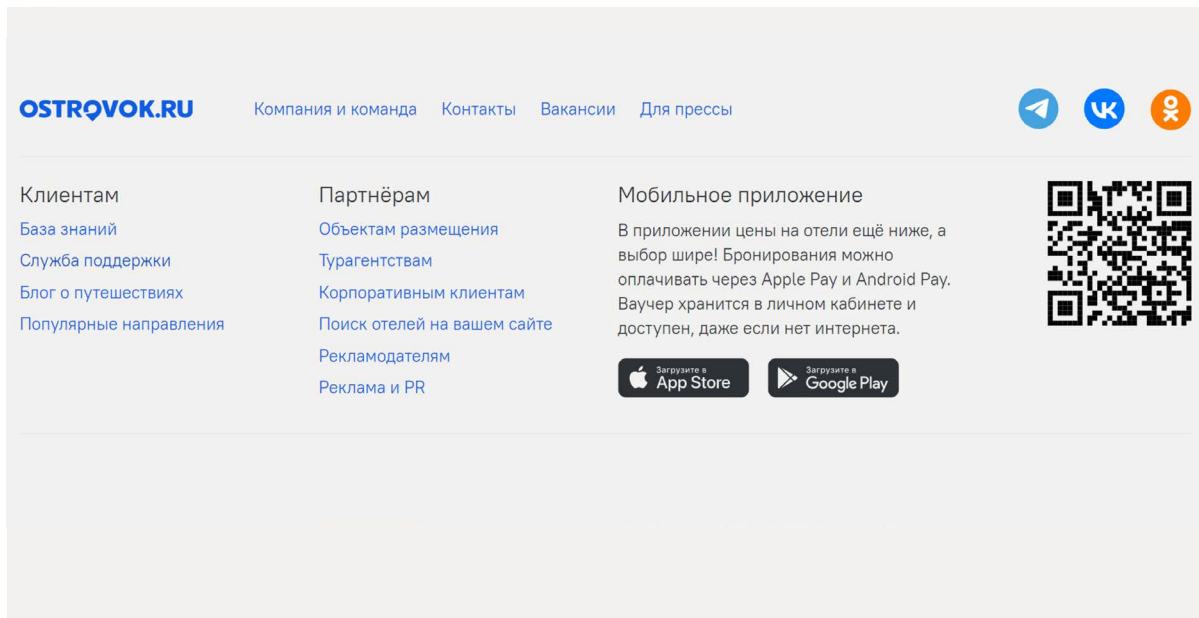 OSTROVOK.RU
Компания и команда
Контакты
Вакансии
Для прессы
Клиентам
База знаний
Служба поддержки
Блог о путешествиях
Популярные направления
Партнёрам
Объектам размещения
Турагентствам
Корпоративным клиентам
Поиск отелей на вашем сайте
Рекламодателям
Реклама и PR
Мобильное приложение
В приложении цены на отели ещё ниже, а
выбор шире! Бронирования можно
оплачивать через Apple Pay и Android Pay.
Ваучер хранится в личном кабинете и
доступен, даже если нет интернета.
Загрузите в
App Store
Загрузите в
Google Play